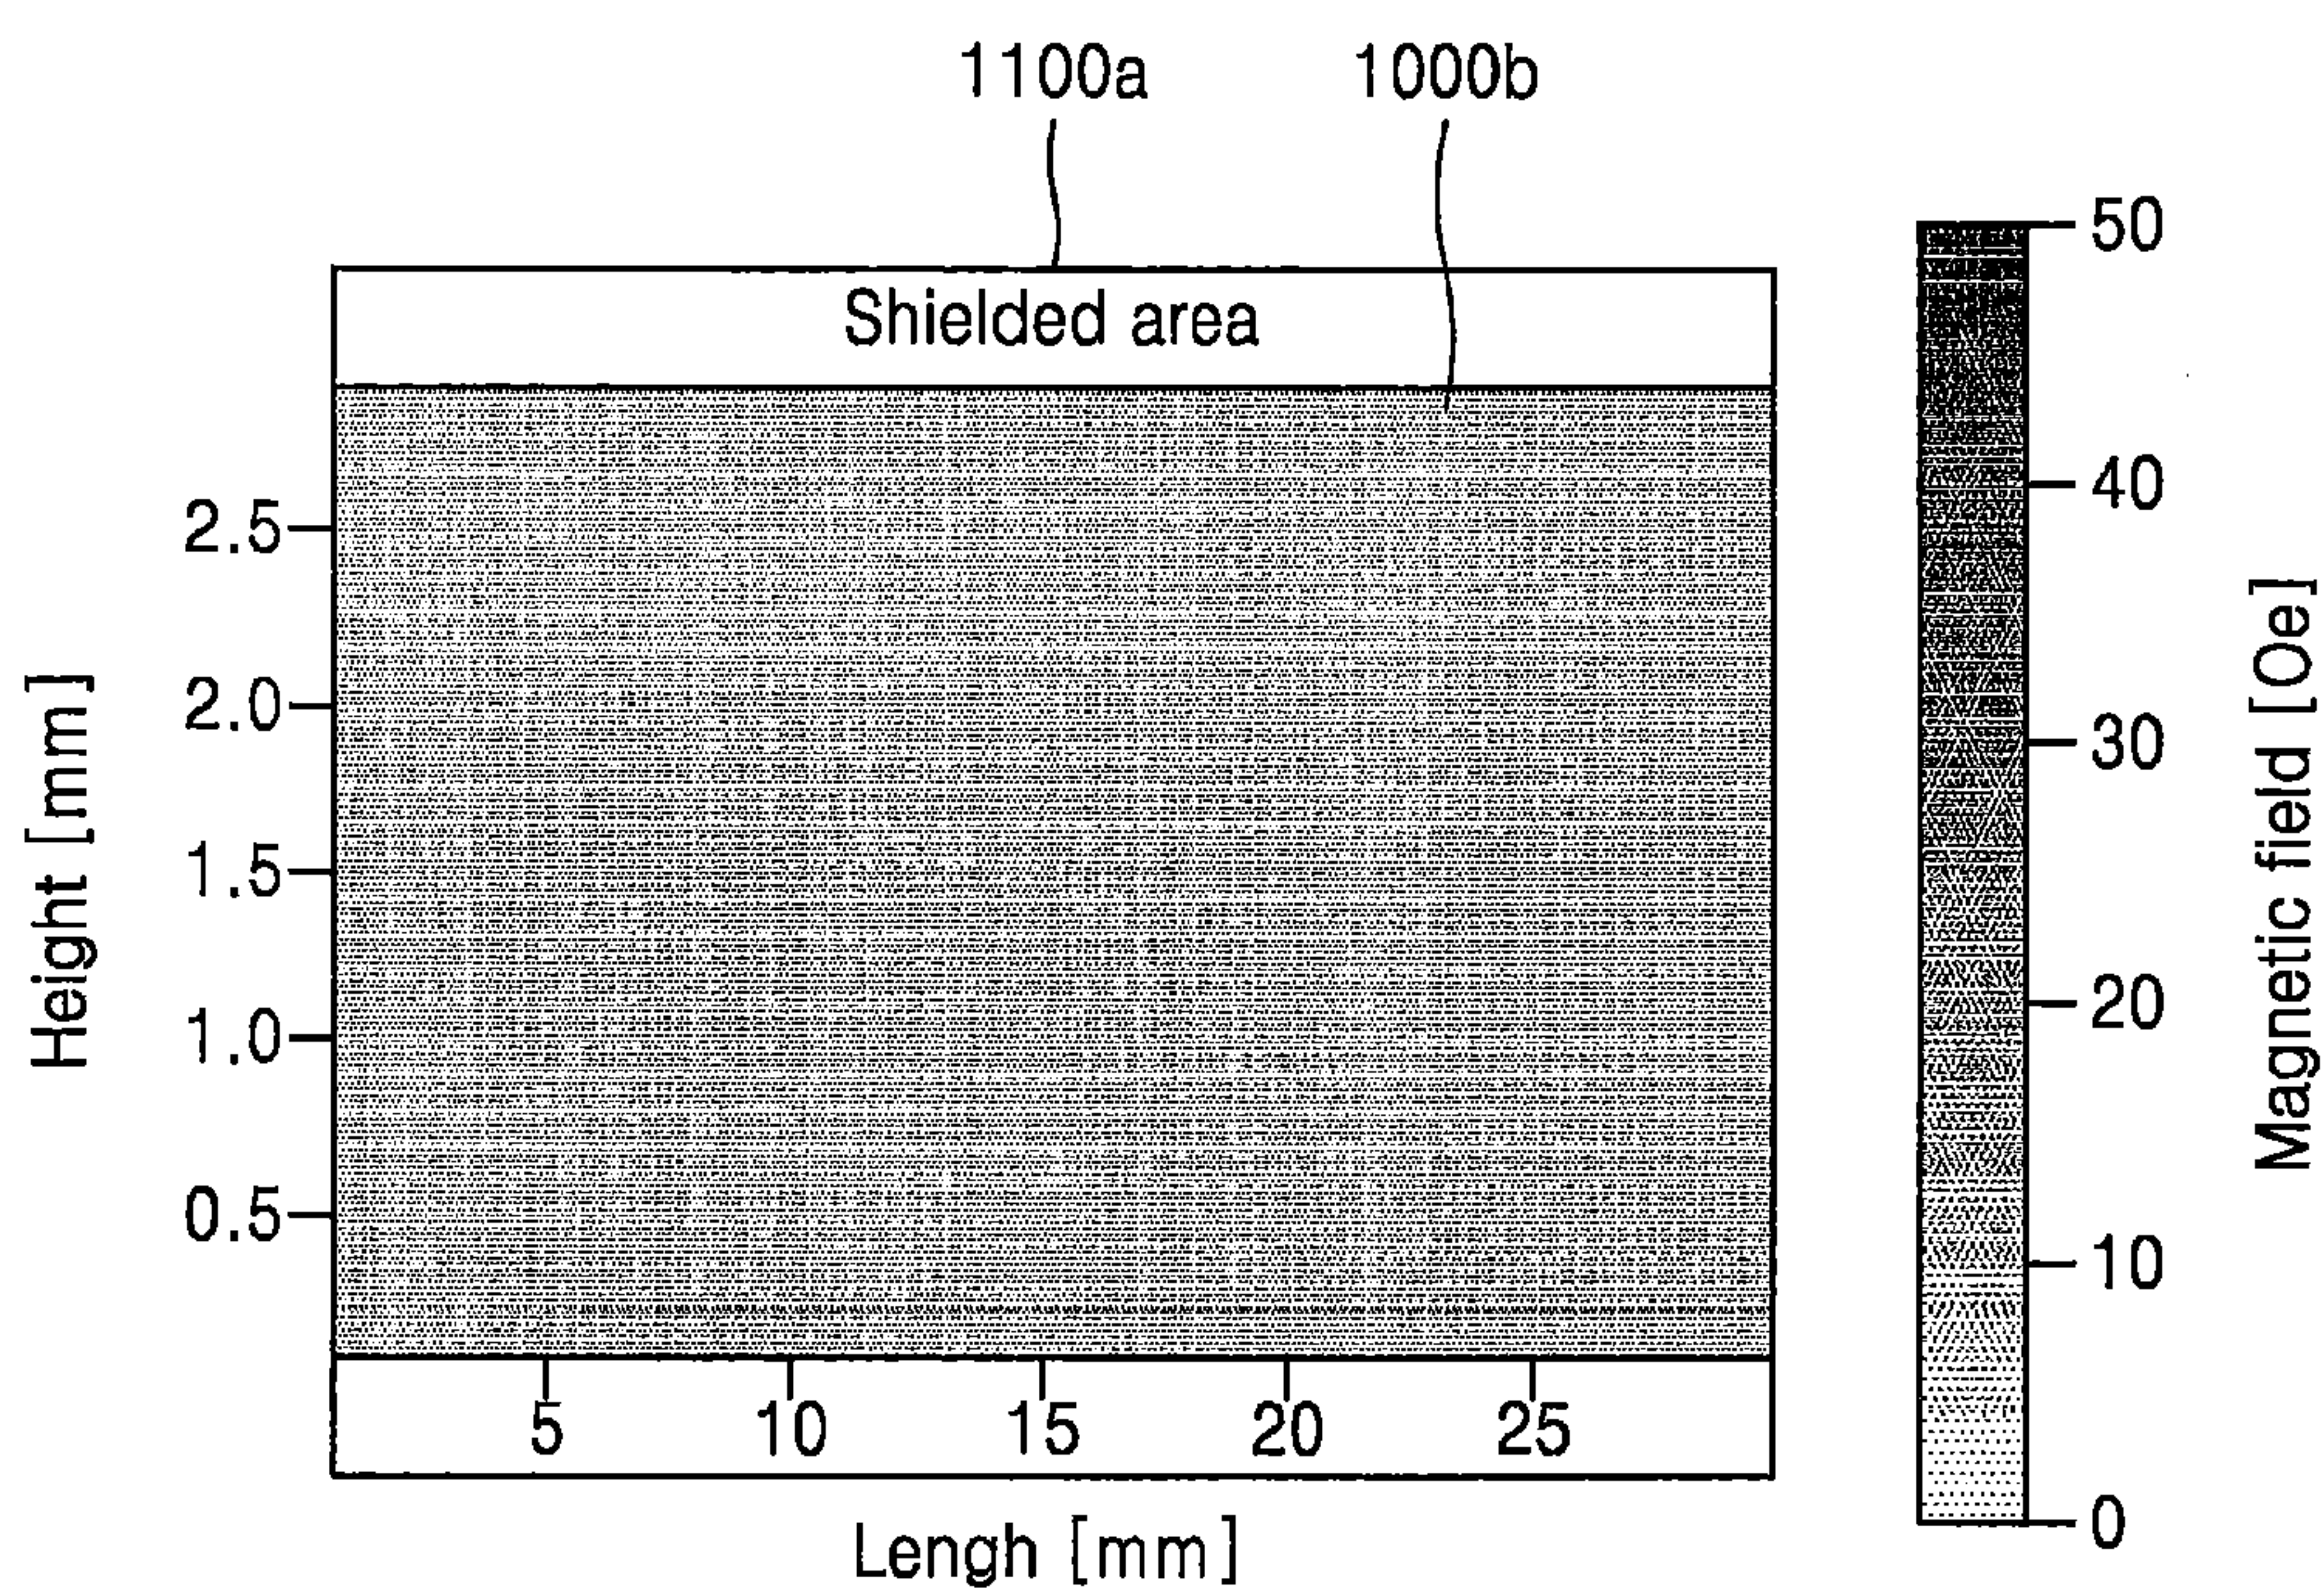 1100a 1000b
Shielded area
50
40
30
20
10
0
Magnetic field [Oe]
2.5
2.0
1.5
1.0
0.5
Height [mm]
5 10 15 20 25
Lengh [mm]